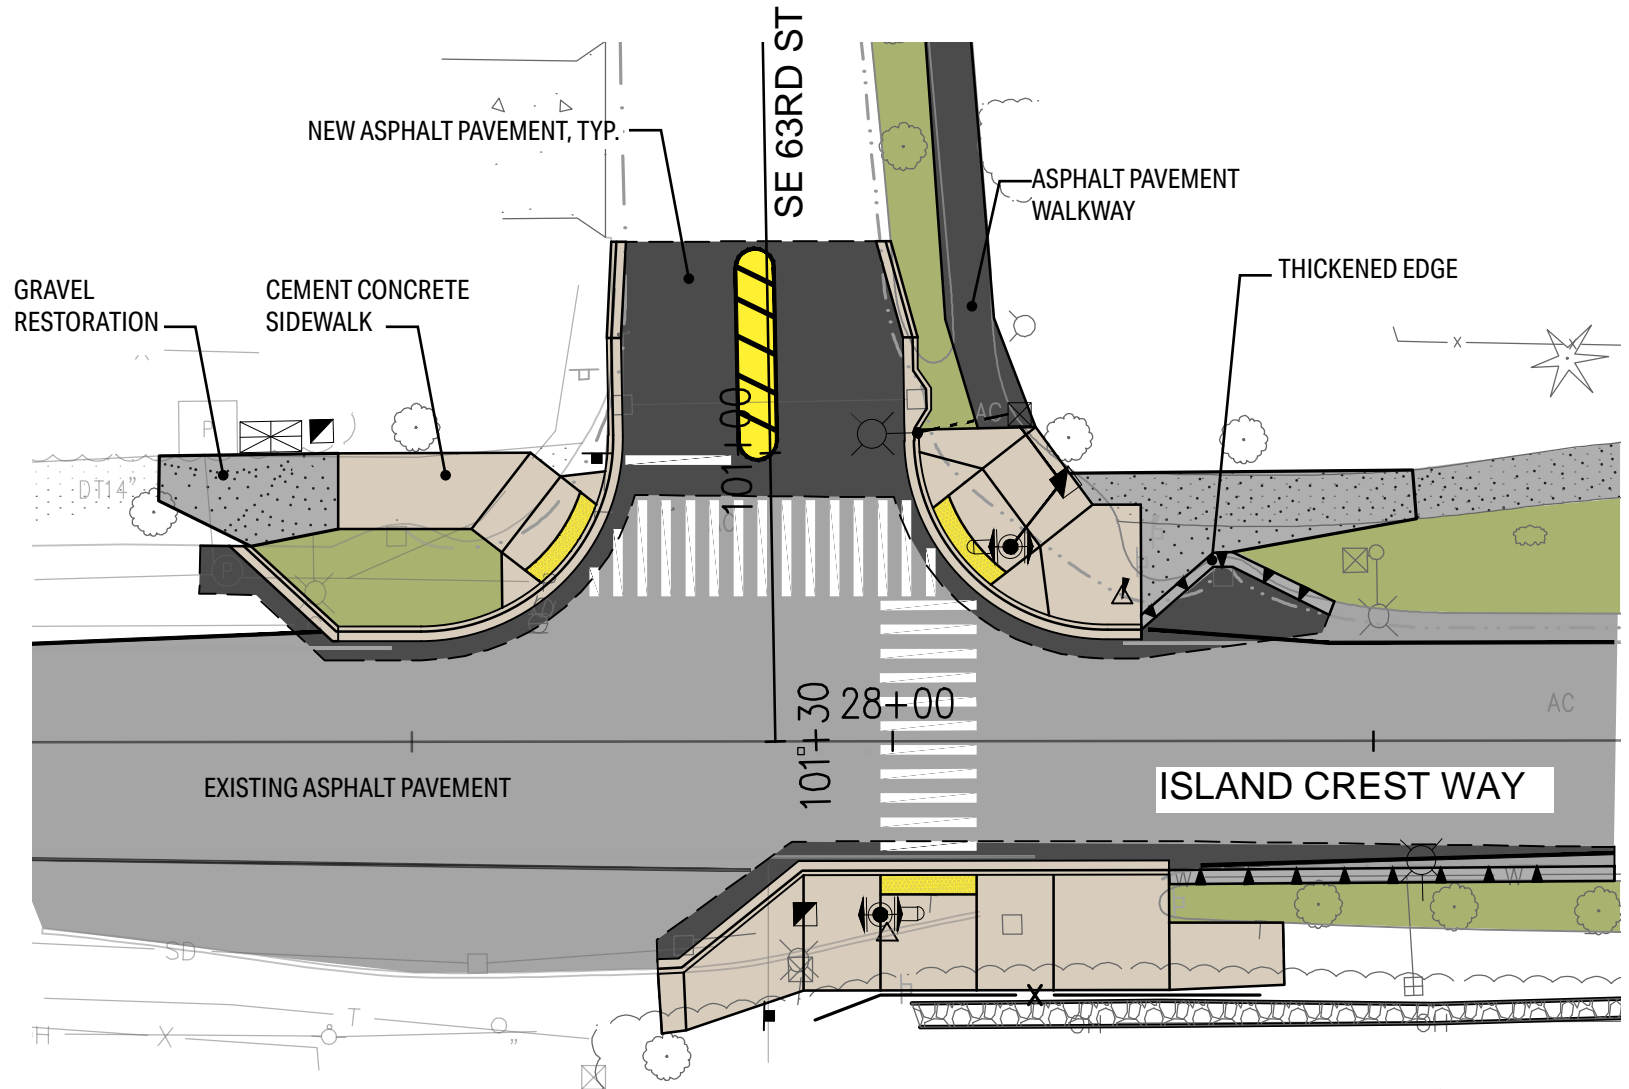 SE 63RD ST
NEW ASPHALT PAVEMENT, TYP.
ASPHALT PAVEMENT
WALKWAY
THICKENED EDGE
GRAVEL
RESTORATION
CEMENT CONCRETE
SIDEWALK
101+00
AC
P
DT14"
P
28+00
101+30
AC
EXISTING ASPHALT PAVEMENT
ISLAND CREST WAY
W
W
SD
X
H
X
T